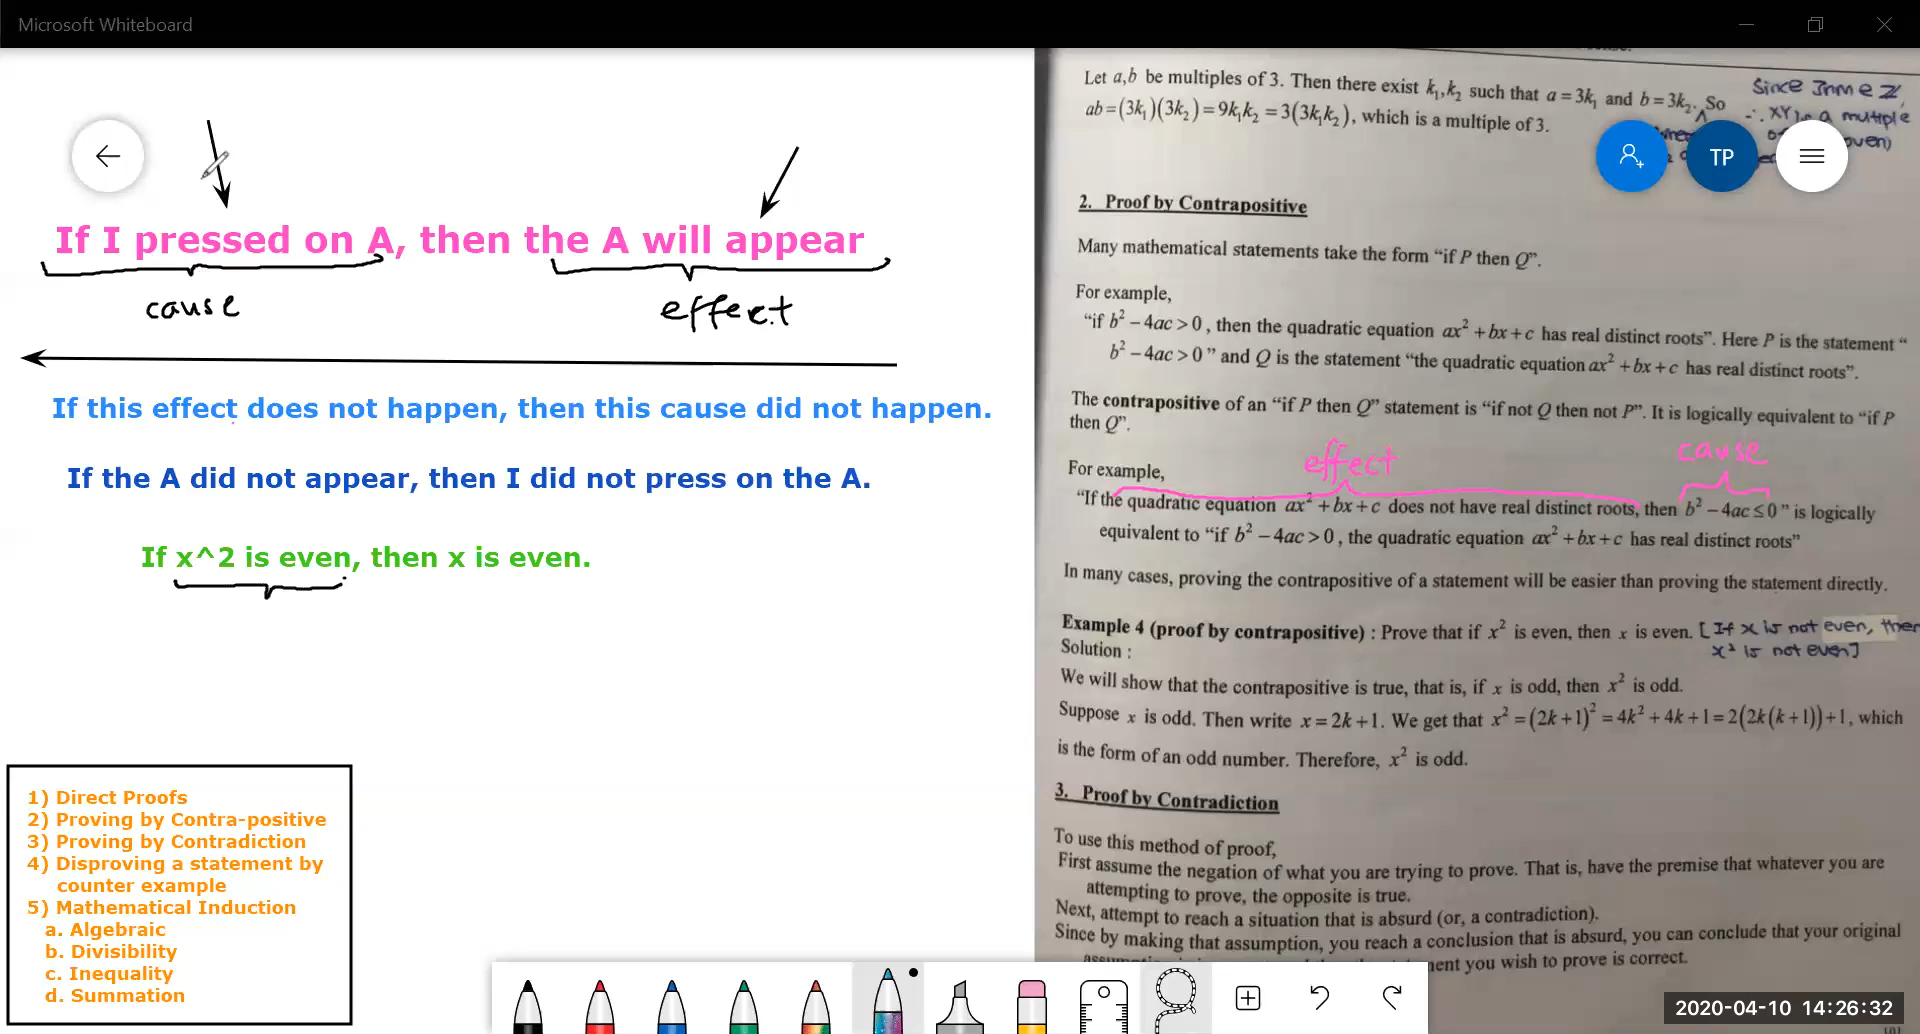 Microsoft Whiteboard
If I pressed on A, then the A will appear
cause
effect
If this effect does not happen, then this cause did not happen.
If the A did not appear, then I did not press on the A.
If x^2 is even, then x is even.
1) Direct Proofs
2) Proving by Contra-positive
3) Proving by Contradiction
4) Disproving a statement by
counter example
5) Mathematical Induction
a. Algebraic
b. Divisibility
c. Inequality
d. Summation
Let a,b be multiples of 3. Then there exist k₁,k₂ such that a=3k₁ and b=3k₂. So
ab=(3k₁)(3k₂)=9k₁k₂=3(3k₁k₂), which is a multiple of 3.
Since 3nm ∈ ℤ,
∴ XY is a multiple
TP
2. Proof by Contrapositive
Many mathematical statements take the form “if P then Q”.
For example,
“if b²−4ac>0, then the quadratic equation ax²+bx+c has real distinct roots”. Here P is the statement “
b²−4ac>0” and Q is the statement “the quadratic equation ax²+bx+c has real distinct roots”.
The contrapositive of an “if P then Q” statement is “if not Q then not P”. It is logically equivalent to “if P
then Q”.
effect
cause
For example,
“If the quadratic equation ax²+bx+c does not have real distinct roots, then b²−4ac≤0” is logically
equivalent to “if b²−4ac>0, the quadratic equation ax²+bx+c has real distinct roots”
In many cases, proving the contrapositive of a statement will be easier than proving the statement directly.
Example 4 (proof by contrapositive) : Prove that if x² is even, then x is even. [If x is not even, then
x² is not even]
Solution :
We will show that the contrapositive is true, that is, if x is odd, then x² is odd.
Suppose x is odd. Then write x=2k+1. We get that x²=(2k+1)²=4k²+4k+1=2(2k(k+1))+1, which
is the form of an odd number. Therefore, x² is odd.
3. Proof by Contradiction
To use this method of proof,
First assume the negation of what you are trying to prove. That is, have the premise that whatever you are
attempting to prove, the opposite is true.
Next, attempt to reach a situation that is absurd (or, a contradiction).
Since by making that assumption, you reach a conclusion that is absurd, you can conclude that your original
you wish to prove is correct.
2020-04-10 14:26:32